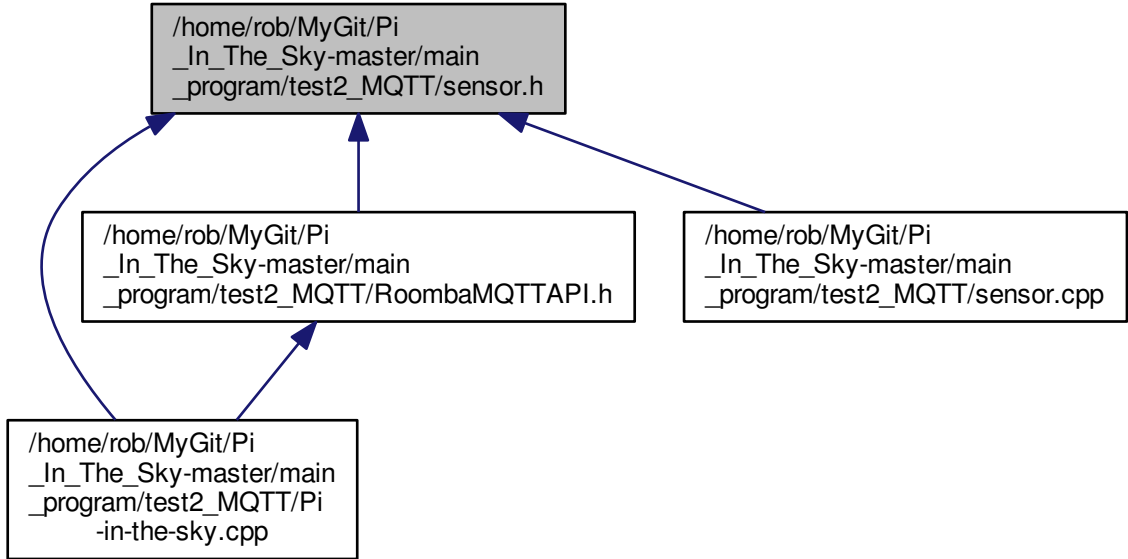 /home/rob/MyGit/Pi
_In_The_Sky-master/main
_program/test2_MQTT/sensor.h
/home/rob/MyGit/Pi
_In_The_Sky-master/main
_program/test2_MQTT/RoombaMQTTAPI.h
/home/rob/MyGit/Pi
_In_The_Sky-master/main
_program/test2_MQTT/sensor.cpp
/home/rob/MyGit/Pi
_In_The_Sky-master/main
_program/test2_MQTT/Pi
-in-the-sky.cpp